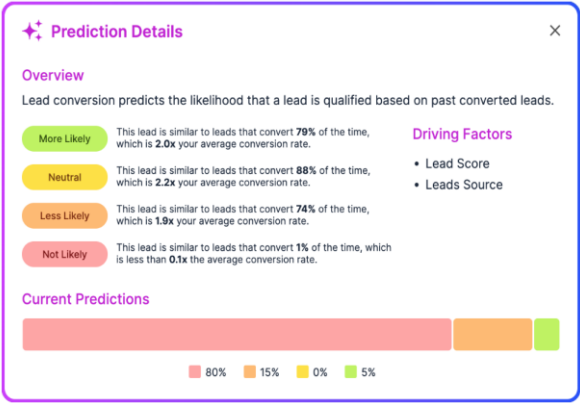 Prediction Details
Overview
Lead conversion predicts the likelihood that a lead is qualified based on past converted leads.
More Likely
This lead is similar to leads that convert 79% of the time,
which is 2.0x your average conversion rate.
Neutral
This lead is similar to leads that convert 88% of the time,
which is 2.2x your average conversion rate.
Less Likely
This lead is similar to leads that convert 74% of the time,
which is 1.9x your average conversion rate.
Not Likely
This lead is similar to leads that convert 1% of the time, which
is less than 0.1x the average conversion rate.
Driving Factors
• Lead Score
• Leads Source
Current Predictions
80% 15% 0% 5%